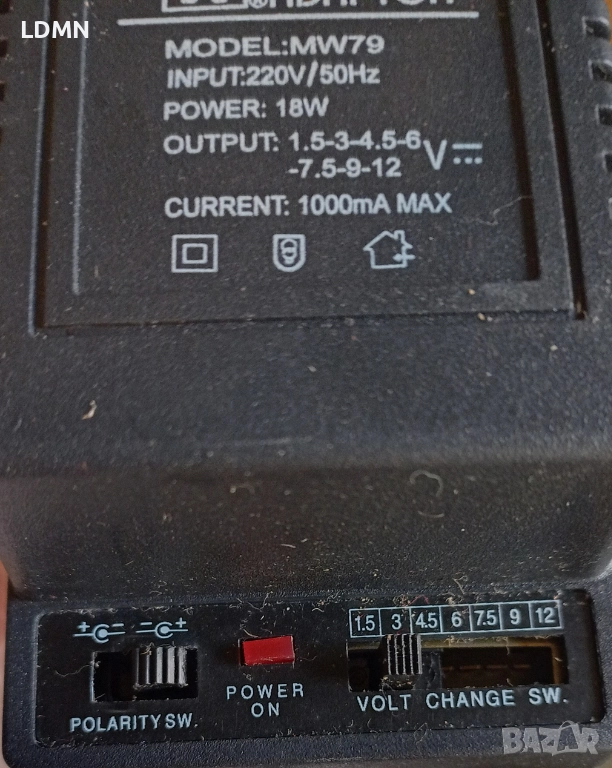 LDMN
ADAPTOR
MODEL:MW79
INPUT:220V/50Hz
POWER: 18W
OUTPUT: 1.5-3-4.5-6
-7.5-9-12 V
CURRENT: 1000mA MAX
+ - - +
1.5 3 4.5 6 7.5 9 12
POWER
ON
POLARITY SW.
VOLT CHANGE SW.
BAZAR